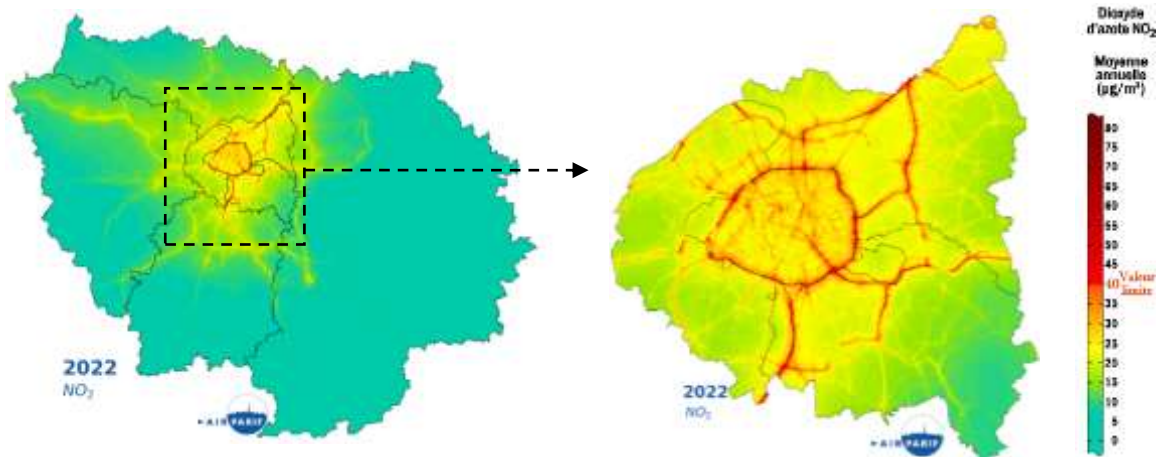 2022
NO2
AIRPARIF
2022
NO2
AIRPARIF
Dioxyde
d'azote NO2
Moyenne
annuelle
(µg/m³)
80
75
70
65
60
55
50
45
40 Valeur
limite
35
30
25
20
15
10
5
0